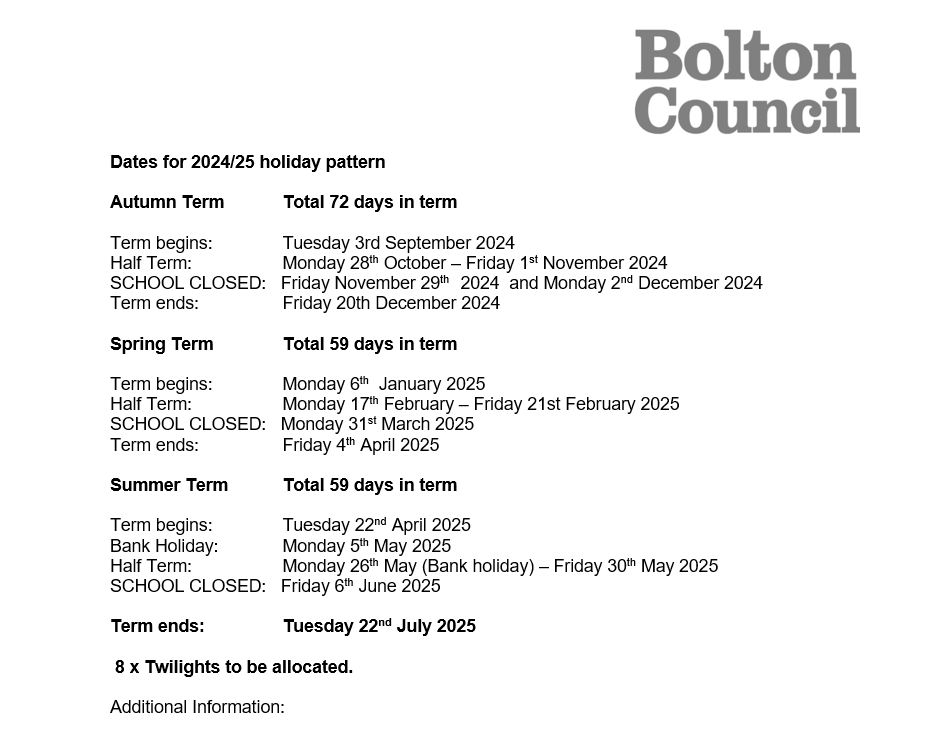 Bolton
Council
Dates for 2024/25 holiday pattern
Autumn Term Total 72 days in term
Term begins: Tuesday 3rd September 2024
Half Term: Monday 28th October – Friday 1st November 2024
SCHOOL CLOSED: Friday November 29th 2024 and Monday 2nd December 2024
Term ends: Friday 20th December 2024
Spring Term Total 59 days in term
Term begins: Monday 6th January 2025
Half Term: Monday 17th February – Friday 21st February 2025
SCHOOL CLOSED: Monday 31st March 2025
Term ends: Friday 4th April 2025
Summer Term Total 59 days in term
Term begins: Tuesday 22nd April 2025
Bank Holiday: Monday 5th May 2025
Half Term: Monday 26th May (Bank holiday) – Friday 30th May 2025
SCHOOL CLOSED: Friday 6th June 2025
Term ends: Tuesday 22nd July 2025
8 x Twilights to be allocated.
Additional Information: